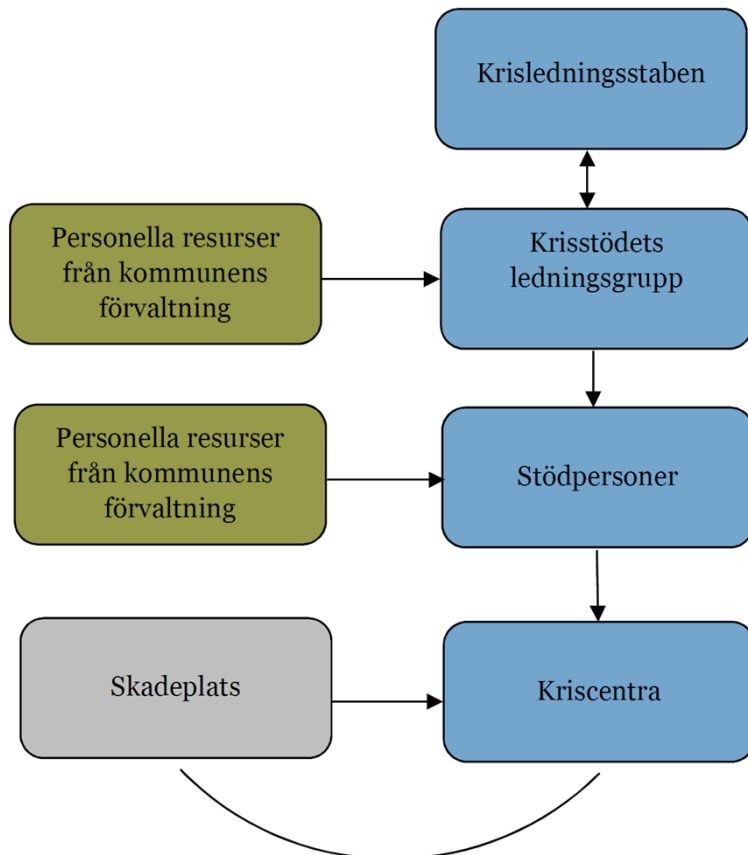 Krisledningsstaben
Personella resurser
från kommunens
förvaltning
Krisstödets
ledningsgrupp
Personella resurser
från kommunens
förvaltning
Stödpersoner
Skadeplats
Kriscentra